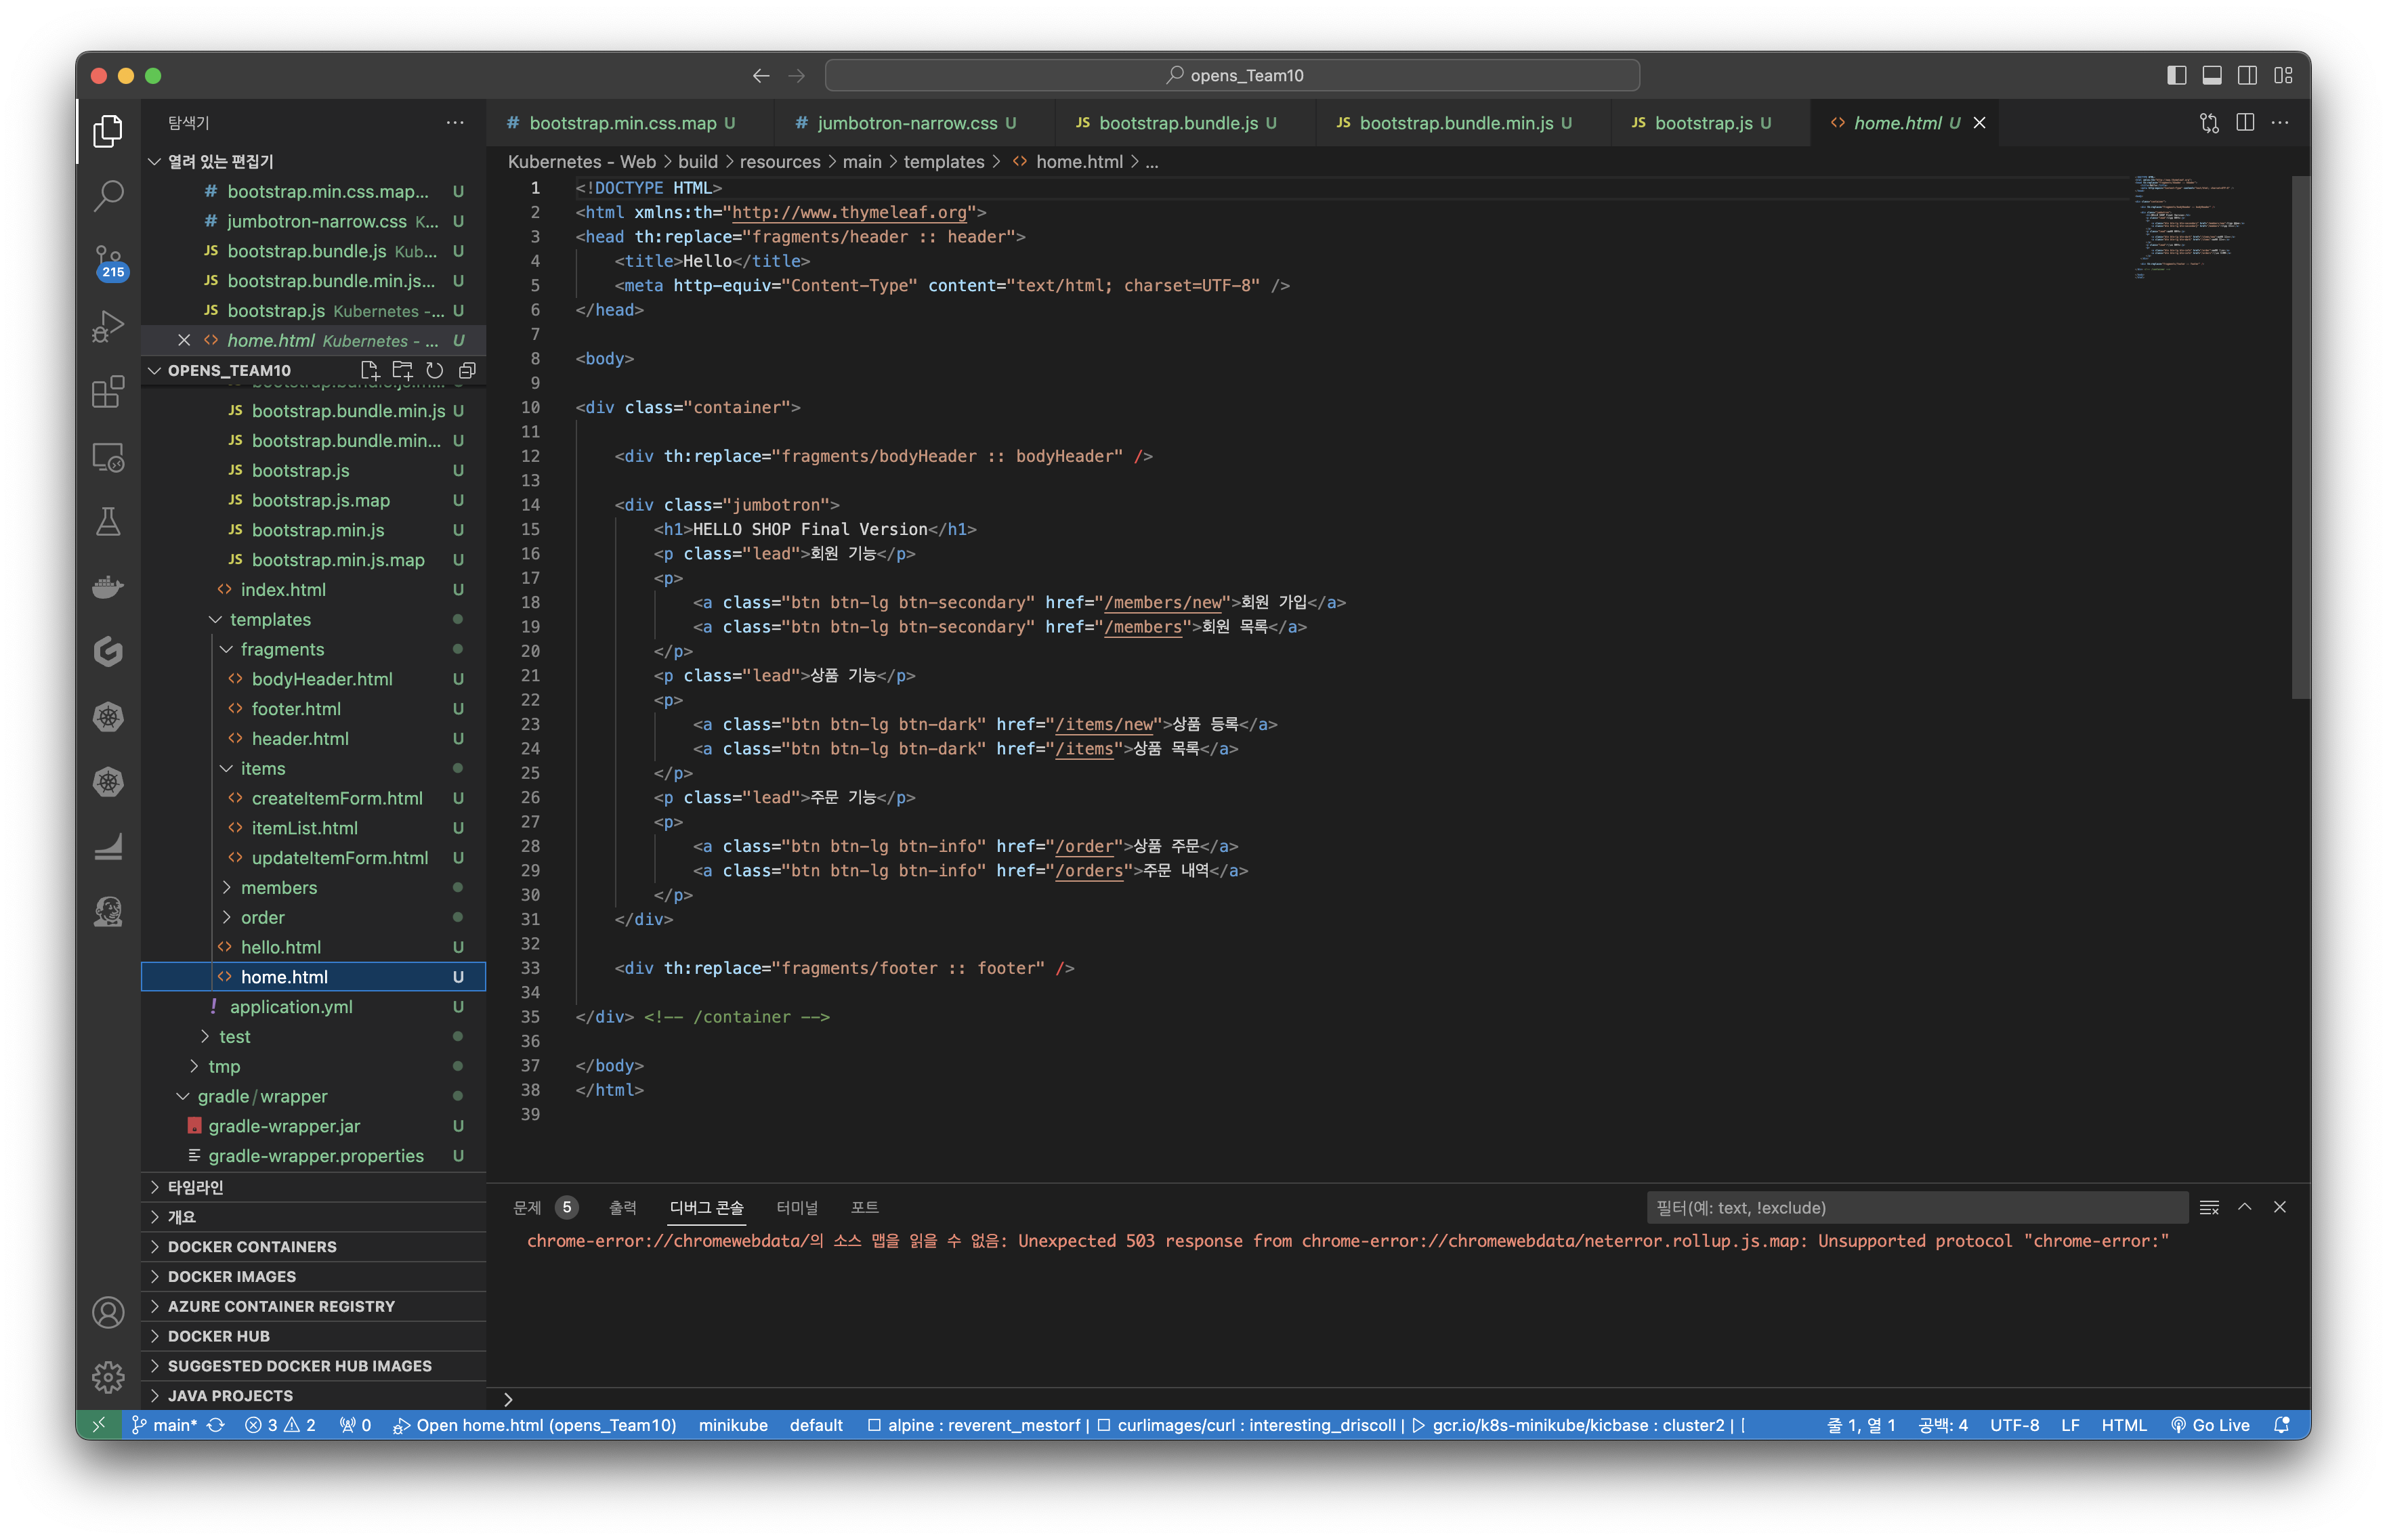 opens_Team10
탐색기
열려 있는 편집기
bootstrap.min.css.map... U
jumbotron-narrow.css K... U
bootstrap.bundle.js Kub... U
bootstrap.bundle.min.js... U
bootstrap.js Kubernetes -... U
home.html Kubernetes - ... U
OPENS_TEAM10
bootstrap.bundle.js.m... U
JS bootstrap.bundle.min.js U
JS bootstrap.bundle.min... U
JS bootstrap.js U
JS bootstrap.js.map U
JS bootstrap.min.js U
JS bootstrap.min.js.map U
index.html U
templates
fragments
bodyHeader.html U
footer.html U
header.html U
items
createItemForm.html U
itemList.html U
updateItemForm.html U
members
order
hello.html U
home.html U
application.yml U
test
tmp
gradle/wrapper
gradle-wrapper.jar U
gradle-wrapper.properties U
타임라인
개요
DOCKER CONTAINERS
DOCKER IMAGES
AZURE CONTAINER REGISTRY
DOCKER HUB
SUGGESTED DOCKER HUB IMAGES
JAVA PROJECTS
215
# bootstrap.min.css.map U # jumbotron-narrow.css U JS bootstrap.bundle.js U JS bootstrap.bundle.min.js U JS bootstrap.js U <> home.html U
Kubernetes - Web > build > resources > main > templates > <> home.html > ...
1 <!DOCTYPE HTML>
2 <html xmlns:th="http://www.thymeleaf.org">
3 <head th:replace="fragments/header :: header">
4 <title>Hello</title>
5 <meta http-equiv="Content-Type" content="text/html; charset=UTF-8" />
6 </head>
7
8 <body>
9
10 <div class="container">
11
12 <div th:replace="fragments/bodyHeader :: bodyHeader" />
13
14 <div class="jumbotron">
15 <h1>HELLO SHOP Final Version</h1>
16 <p class="lead">회원 기능</p>
17 <p>
18 <a class="btn btn-lg btn-secondary" href="/members/new">회원 가입</a>
19 <a class="btn btn-lg btn-secondary" href="/members">회원 목록</a>
20 </p>
21 <p class="lead">상품 기능</p>
22 <p>
23 <a class="btn btn-lg btn-dark" href="/items/new">상품 등록</a>
24 <a class="btn btn-lg btn-dark" href="/items">상품 목록</a>
25 </p>
26 <p class="lead">주문 기능</p>
27 <p>
28 <a class="btn btn-lg btn-info" href="/order">상품 주문</a>
29 <a class="btn btn-lg btn-info" href="/orders">주문 내역</a>
30 </p>
31 </div>
32
33 <div th:replace="fragments/footer :: footer" />
34
35 </div> <!-- /container -->
36
37 </body>
38 </html>
39
문제 5 출력 디버그 콘솔 터미널 포트
필터(예: text, !exclude)
chrome-error://chromewebdata/의 소스 맵을 읽을 수 없음: Unexpected 503 response from chrome-error://chromewebdata/neterror.rollup.js.map: Unsupported protocol "chrome-error:"
main* 3 2 0 Open home.html (opens_Team10) minikube default alpine : reverent_mestorf | curlimages/curl : interesting_driscoll | gcr.io/k8s-minikube/kicbase : cluster2 |
줄 1, 열 1 공백: 4 UTF-8 LF HTML Go Live